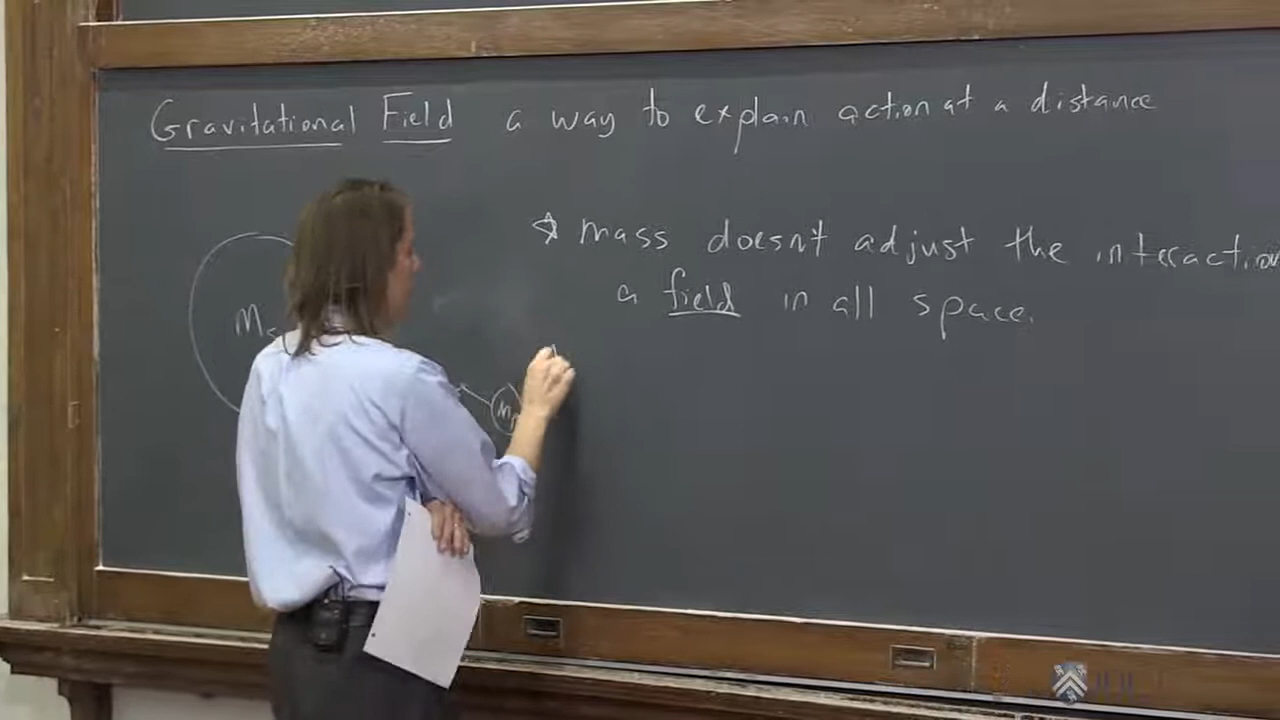 Gravitational Field a way to explain action at a distance
mass doesn't adjust the interaction
a field in all space.
M
m